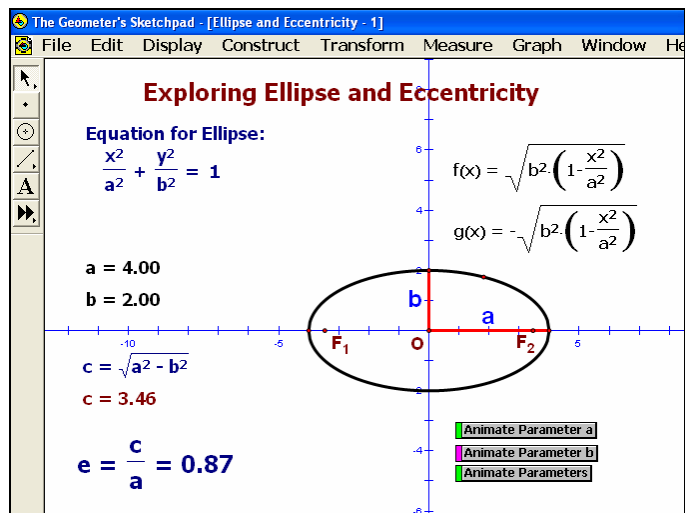 The Geometer's Sketchpad - [Ellipse and Eccentricity - 1]
File Edit Display Construct Transform Measure Graph Window He
Exploring Ellipse and Eccentricity
Equation for Ellipse:
x²/a² + y²/b² = 1
f(x) = √(b²·(1-x²/a²))
g(x) = -√(b²·(1-x²/a²))
6
4
a = 4.00
b = 2.00
2
b
a
-10 -5 5
F₁ O F₂
c = √(a² - b²)
c = 3.46
-2
e = c/a = 0.87
Animate Parameter a
-4
Animate Parameter b
Animate Parameters
-6
A